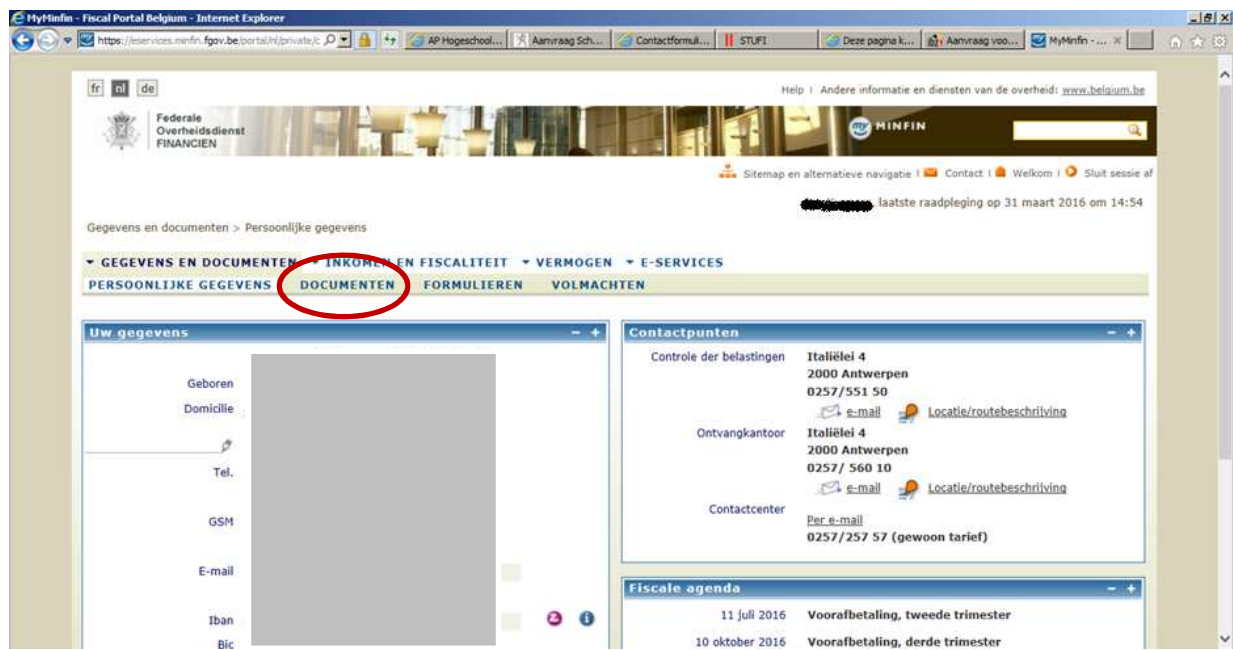 MyMinfin - Fiscal Portal Belgium - Internet Explorer
https://eservices.minfin.fgov.be/portal/nl/private/c
AP Hogeschool... Aanvraag Sch... Contactformuli... STUFI Deze pagina k... Aanvraag voo... MyMinfin - ...
fr nl de
Help | Andere informatie en diensten van de overheid: www.belgium.be
Federale
Overheidsdienst
FINANCIEN
my MINFIN
Sitemap en alternatieve navigatie | Contact | Welkom | Sluit sessie af
, laatste raadpleging op 31 maart 2016 om 14:54
Gegevens en documenten > Persoonlijke gegevens
GEGEVENS EN DOCUMENTEN INKOMEN EN FISCALITEIT VERMOGEN E-SERVICES
PERSOONLIJKE GEGEVENS DOCUMENTEN FORMULIEREN VOLMACHTEN
Uw gegevens - +
Geboren
Domicilie
Tel.
GSM
E-mail
Iban
Bic
Contactpunten - +
Controle der belastingen Italiëlei 4
2000 Antwerpen
0257/551 50
e-mail Locatie/routebeschrijving
Ontvangkantoor Italiëlei 4
2000 Antwerpen
0257/ 560 10
e-mail Locatie/routebeschrijving
Contactcenter
Per e-mail
0257/257 57 (gewoon tarief)
Fiscale agenda - +
11 juli 2016 Voorafbetaling, tweede trimester
10 oktober 2016 Voorafbetaling, derde trimester